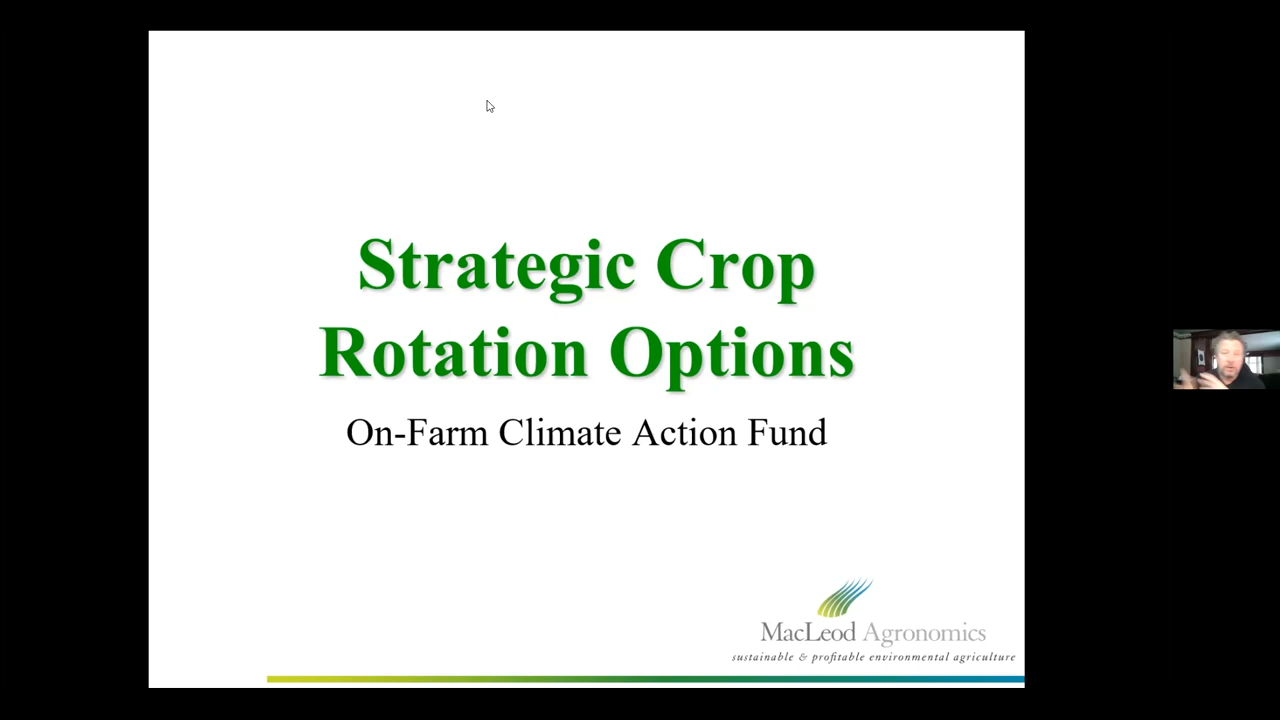 Strategic Crop
Rotation Options
On-Farm Climate Action Fund
MacLeod Agronomics
sustainable & profitable environmental agriculture